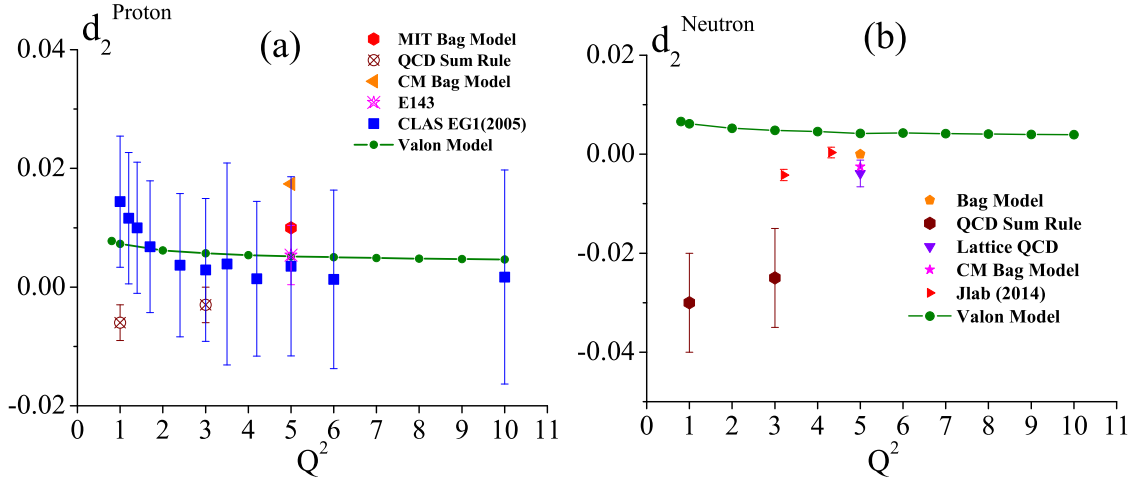 d2 Proton
(a)
MIT Bag Model
QCD Sum Rule
CM Bag Model
E143
CLAS EG1(2005)
Valon Model
0.04
0.02
0.00
-0.02
0 1 2 3 4 5 6 7 8 9 10 11
Q2
d2 Neutron
(b)
Bag Model
QCD Sum Rule
Lattice QCD
CM Bag Model
Jlab (2014)
Valon Model
0.02
0.00
-0.02
-0.04
0 1 2 3 4 5 6 7 8 9 10 11
Q2